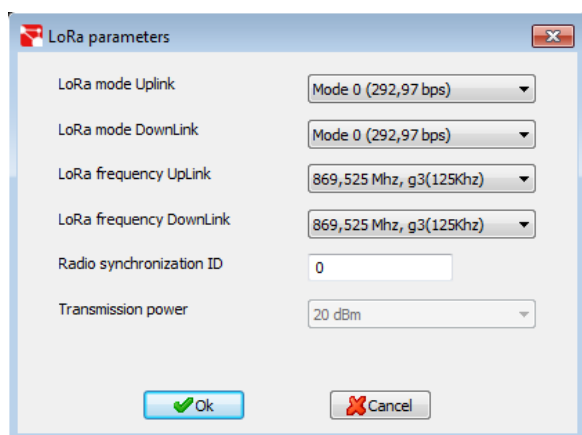 LoRa parameters
LoRa mode Uplink Mode 0 (292,97 bps)
LoRa mode DownLink Mode 0 (292,97 bps)
LoRa frequency UpLink 869,525 Mhz, g3(125Khz)
LoRa frequency DownLink 869,525 Mhz, g3(125Khz)
Radio synchronization ID 0
Transmission power 20 dBm
Ok Cancel